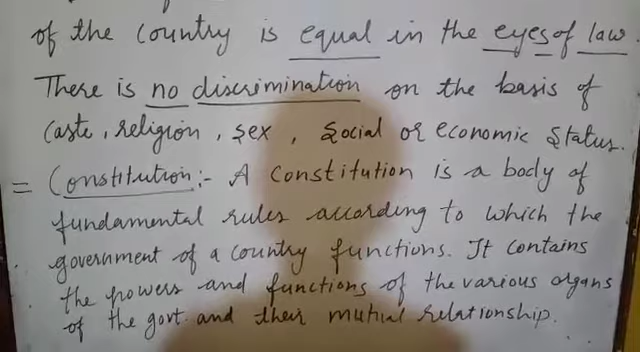 of the country is equal in the eyes of law.
There is no discrimination on the basis of
Caste, religion, sex, Social or economic Status.
= Constitution:- A Constitution is a body of
fundamental rules according to which the
government of a country functions. It contains
the powers and functions of the various organs
of the govt. and their mutual relationship.